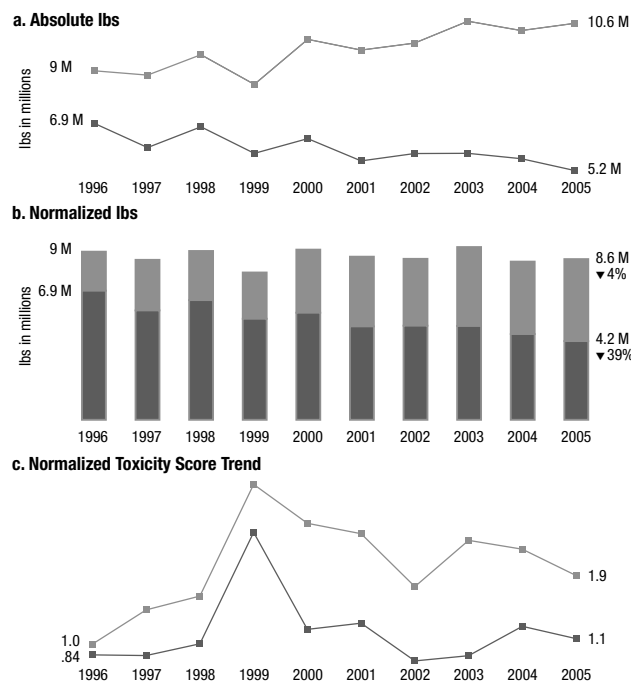 a. Absolute lbs
10.6 M
9 M
6.9 M
lbs in millions
5.2 M
1996 1997 1998 1999 2000 2001 2002 2003 2004 2005
b. Normalized lbs
9 M
8.6 M
▼4%
6.9 M
lbs in millions
4.2 M
▼39%
1996 1997 1998 1999 2000 2001 2002 2003 2004 2005
c. Normalized Toxicity Score Trend
1.9
1.0
.84
1.1
1996 1997 1998 1999 2000 2001 2002 2003 2004 2005